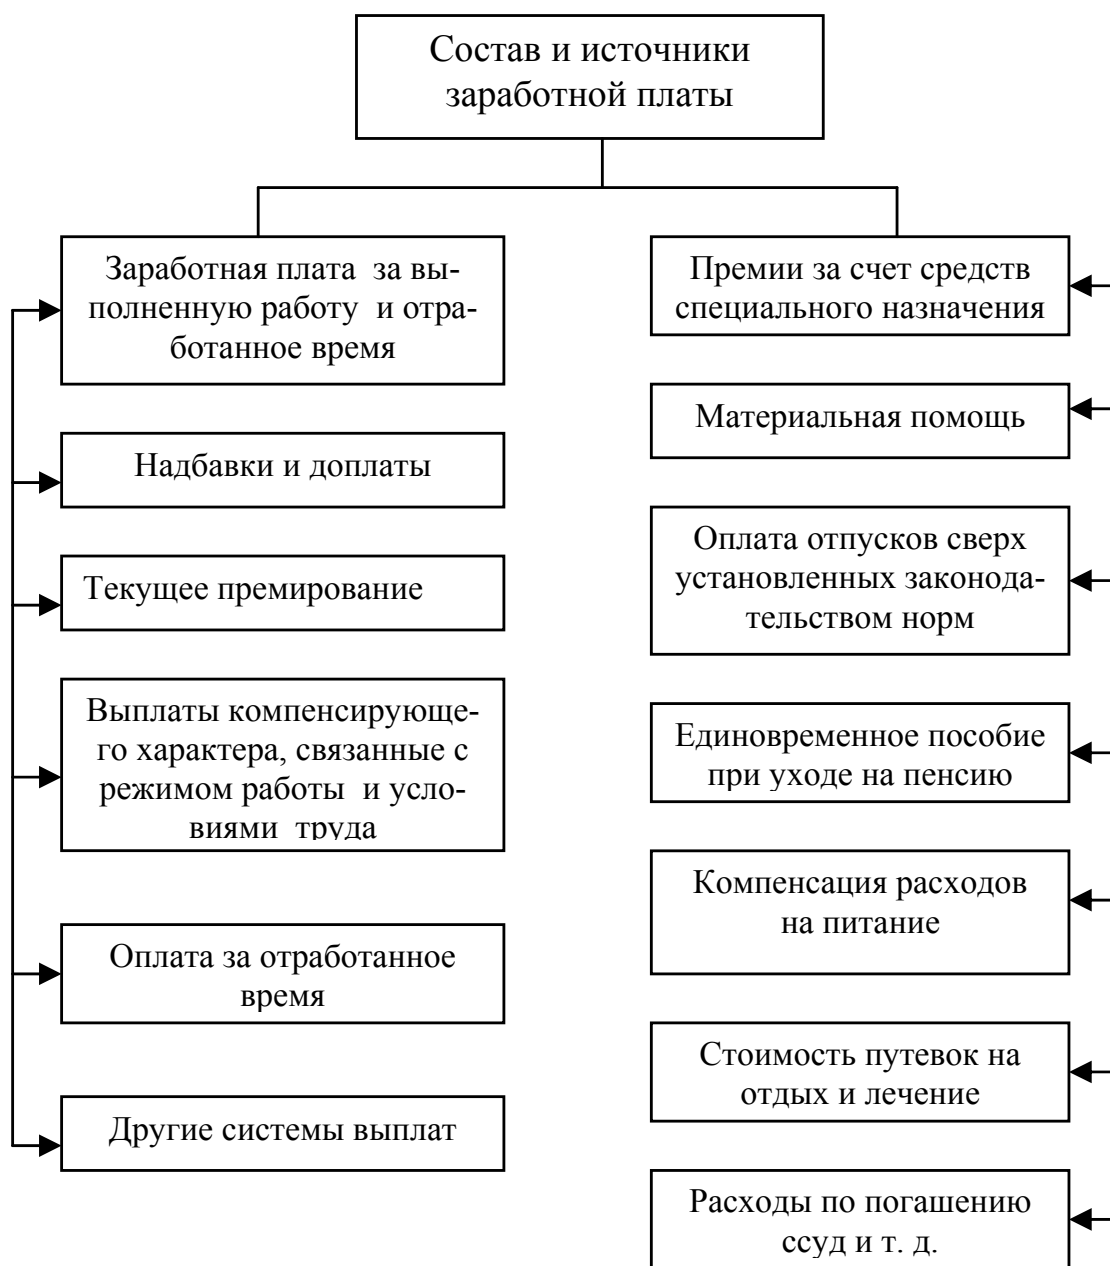 Состав и источники
заработной платы
Заработная плата за вы-
полненную работу и отра-
ботанное время
Надбавки и доплаты
Текущее премирование
Выплаты компенсирующе-
го характера, связанные с
режимом работы и усло-
виями труда
Оплата за отработанное
время
Другие системы выплат
Премии за счет средств
специального назначения
Материальная помощь
Оплата отпусков сверх
установленных законода-
тельством норм
Единовременное пособие
при уходе на пенсию
Компенсация расходов
на питание
Стоимость путевок на
отдых и лечение
Расходы по погашению
ссуд и т. д.